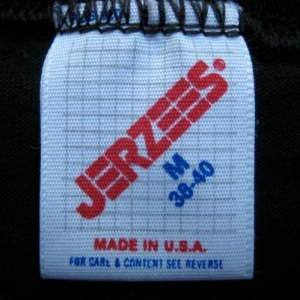 JERZEES®
M
38-40
MADE IN U.S.A.
FOR CARE & CONTENT SEE REVERSE